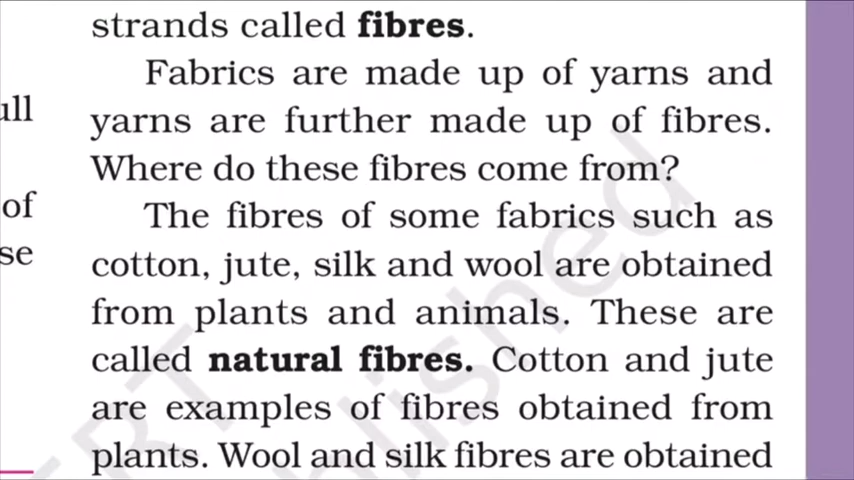 strands called fibres.
Fabrics are made up of yarns and
ull
yarns are further made up of fibres.
Where do these fibres come from?
of
The fibres of some fabrics such as
se
cotton, jute, silk and wool are obtained
from plants and animals. These are
called natural fibres. Cotton and jute
are examples of fibres obtained from
plants. Wool and silk fibres are obtained